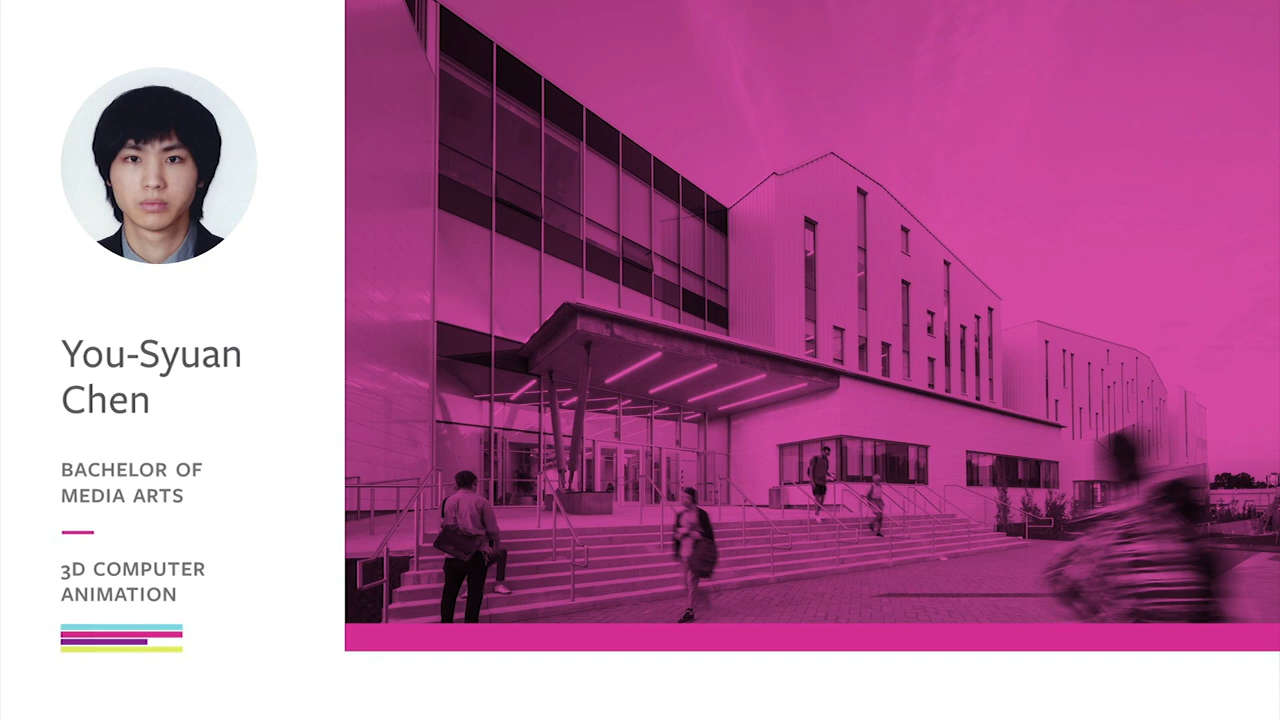 You-Syuan
Chen
BACHELOR OF
MEDIA ARTS
3D COMPUTER
ANIMATION